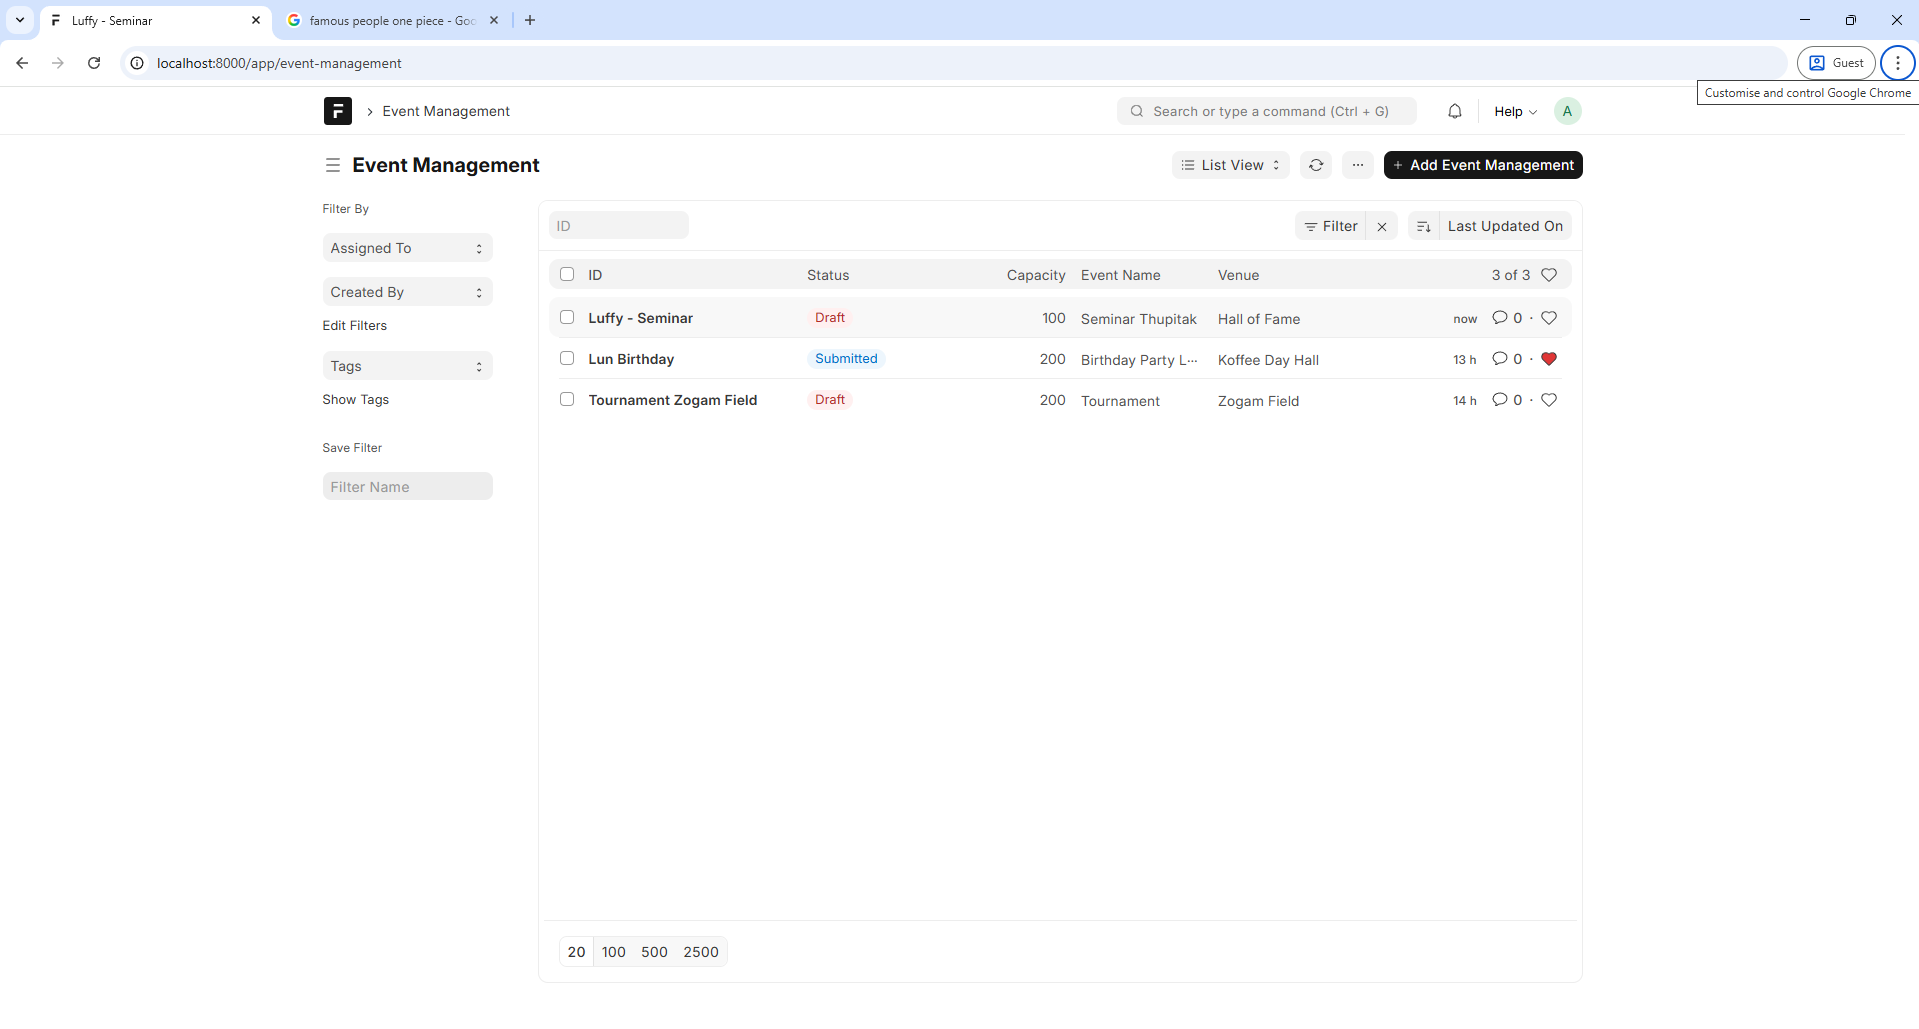 Luffy - Seminar
famous people one piece - Goo
localhost:8000/app/event-management
Guest
Customise and control Google Chrome
Event Management
Search or type a command (Ctrl + G)
Help
A
Event Management
List View
Add Event Management
Filter By
Assigned To
Created By
Edit Filters
Tags
Show Tags
Save Filter
Filter Name
ID
Filter
Last Updated On
ID Status Capacity Event Name Venue 3 of 3
Luffy - Seminar Draft 100 Seminar Thupitak Hall of Fame now 0
Lun Birthday Submitted 200 Birthday Party L... Koffee Day Hall 13 h 0
Tournament Zogam Field Draft 200 Tournament Zogam Field 14 h 0
20 100 500 2500